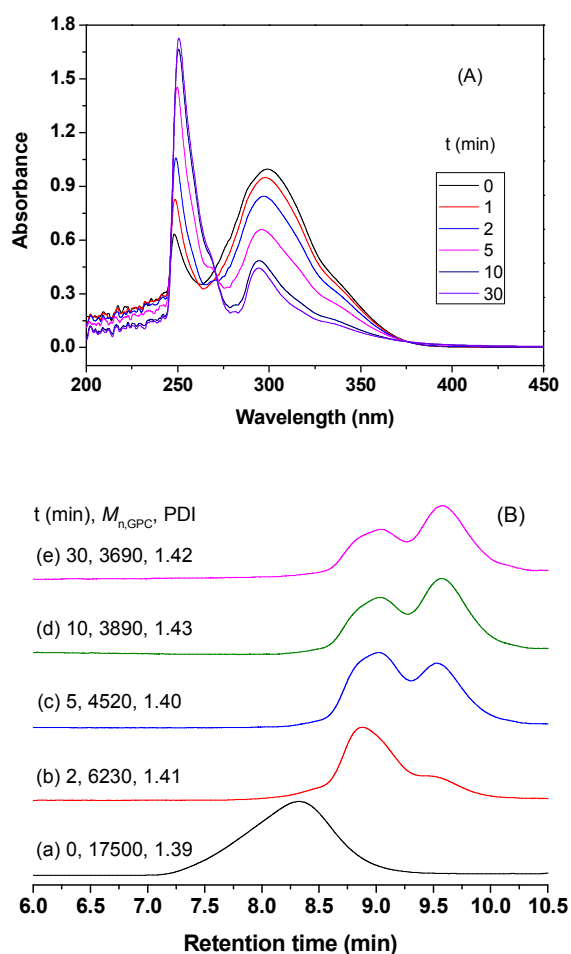 1.8
1.5
1.2
0.9
0.6
0.3
0.0
Absorbance
(A)
t (min)
0
1
2
5
10
30
200 250 300 350 400 450
Wavelength (nm)
t (min), Mn,GPC, PDI
(B)
(e) 30, 3690, 1.42
(d) 10, 3890, 1.43
(c) 5, 4520, 1.40
(b) 2, 6230, 1.41
(a) 0, 17500, 1.39
6.0 6.5 7.0 7.5 8.0 8.5 9.0 9.5 10.0 10.5
Retention time (min)